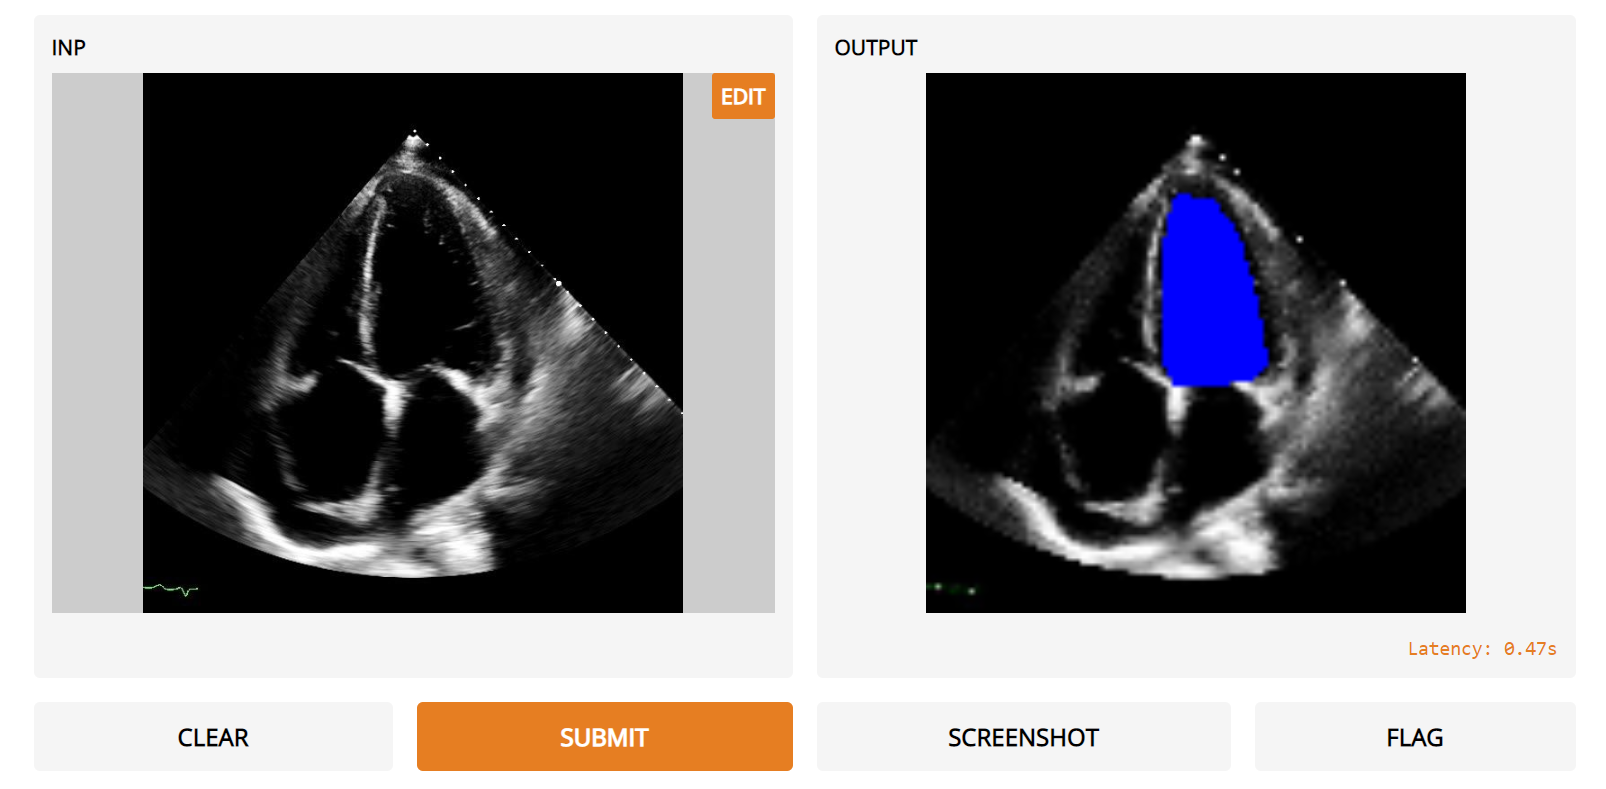 INP
EDIT
OUTPUT
Latency: 0.47s
CLEAR
SUBMIT
SCREENSHOT
FLAG